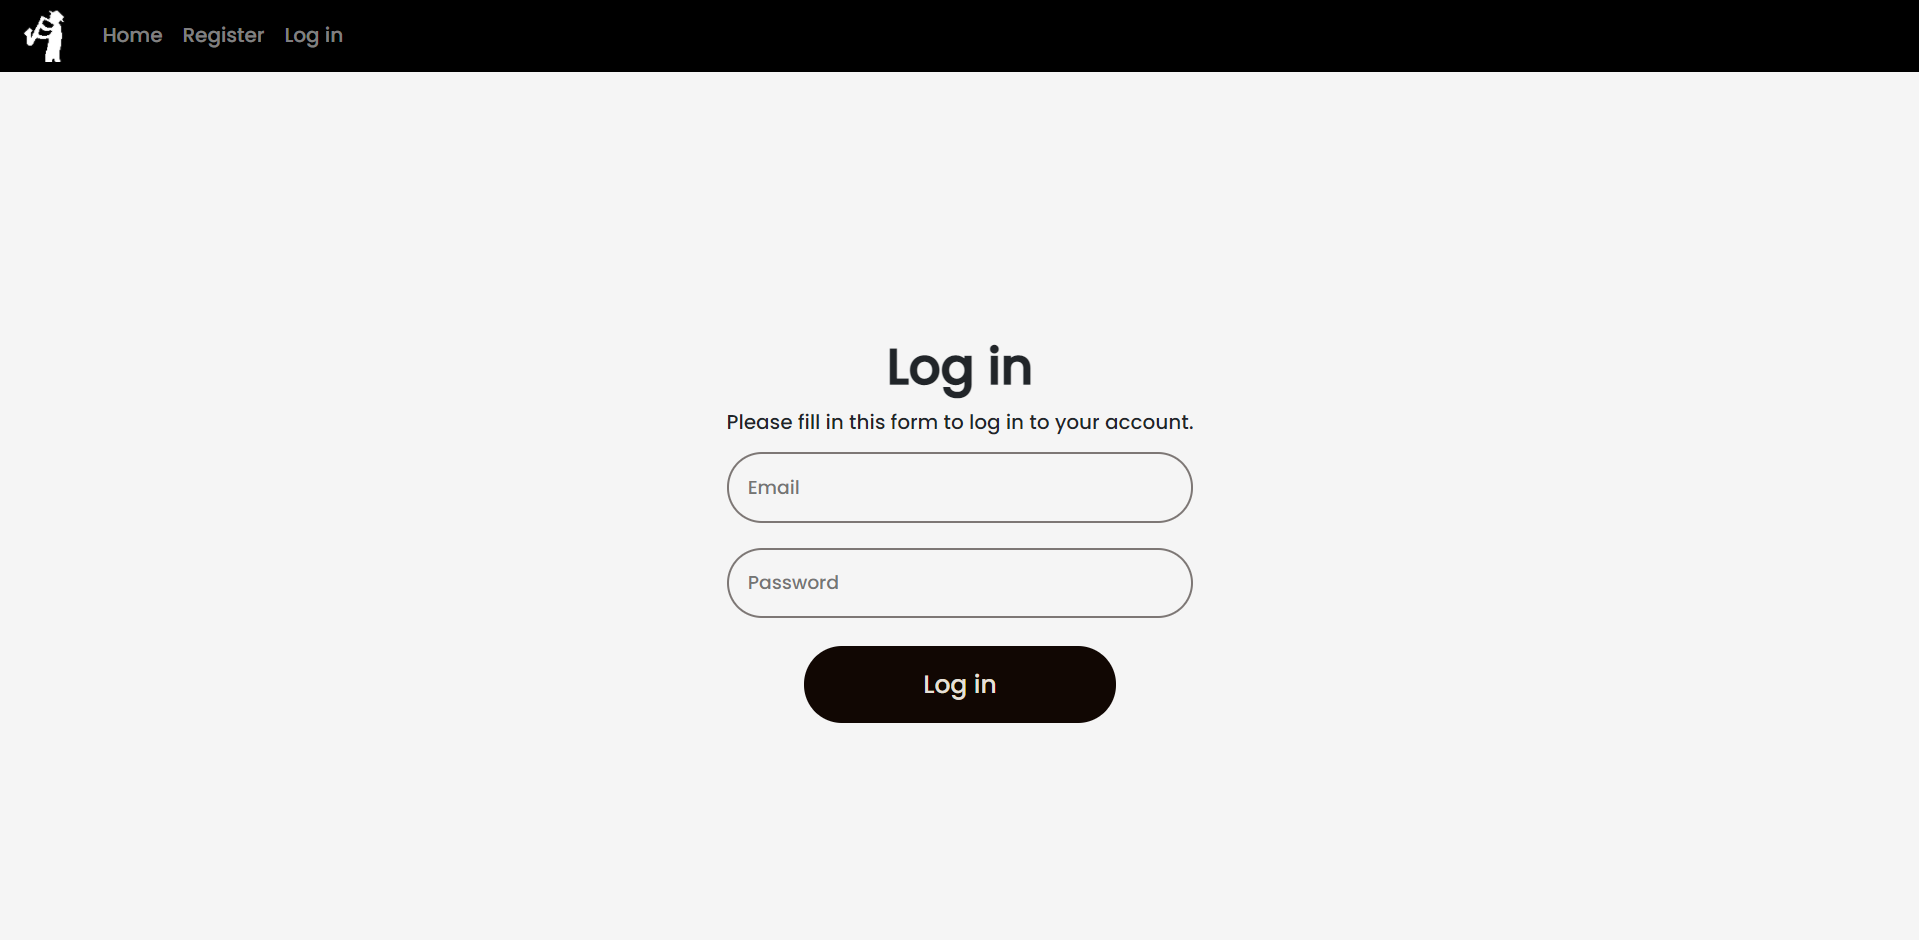 Home Register Log in
Log in
Please fill in this form to log in to your account.
Email
Password
Log in